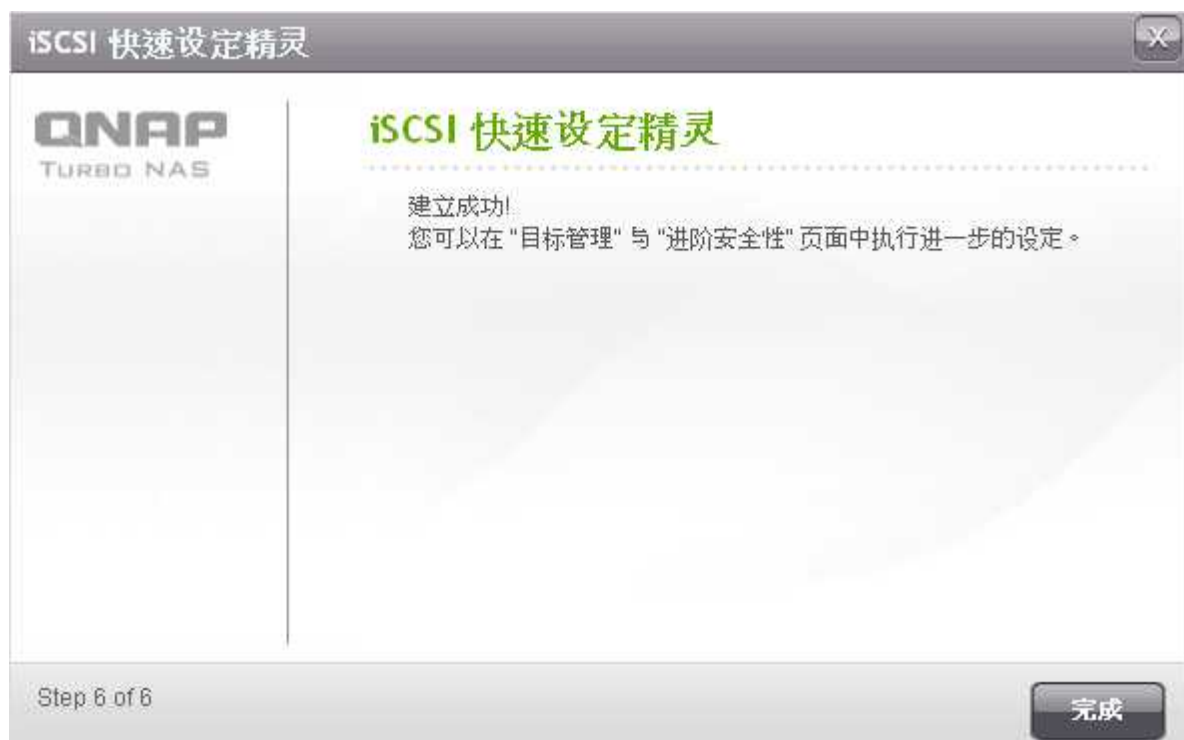 iSCSI 快速设定精灵
QNAP
TURBO NAS
iSCSI 快速设定精灵
建立成功!
您可以在 "目标管理" 与 "进阶安全性" 页面中执行进一步的设定。
Step 6 of 6
完成